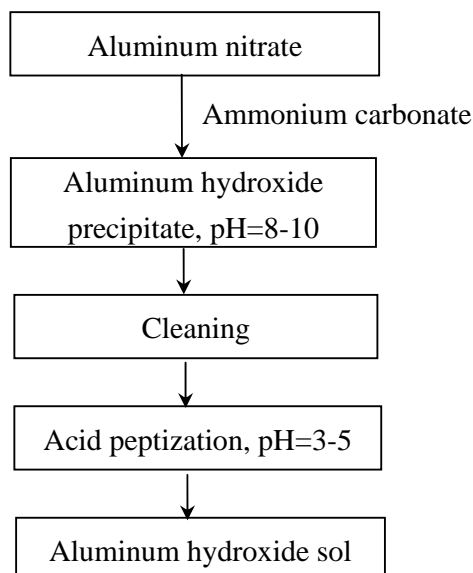 Aluminum nitrate
Ammonium carbonate
Aluminum hydroxide
precipitate, pH=8-10
Cleaning
Acid peptization, pH=3-5
Aluminum hydroxide sol